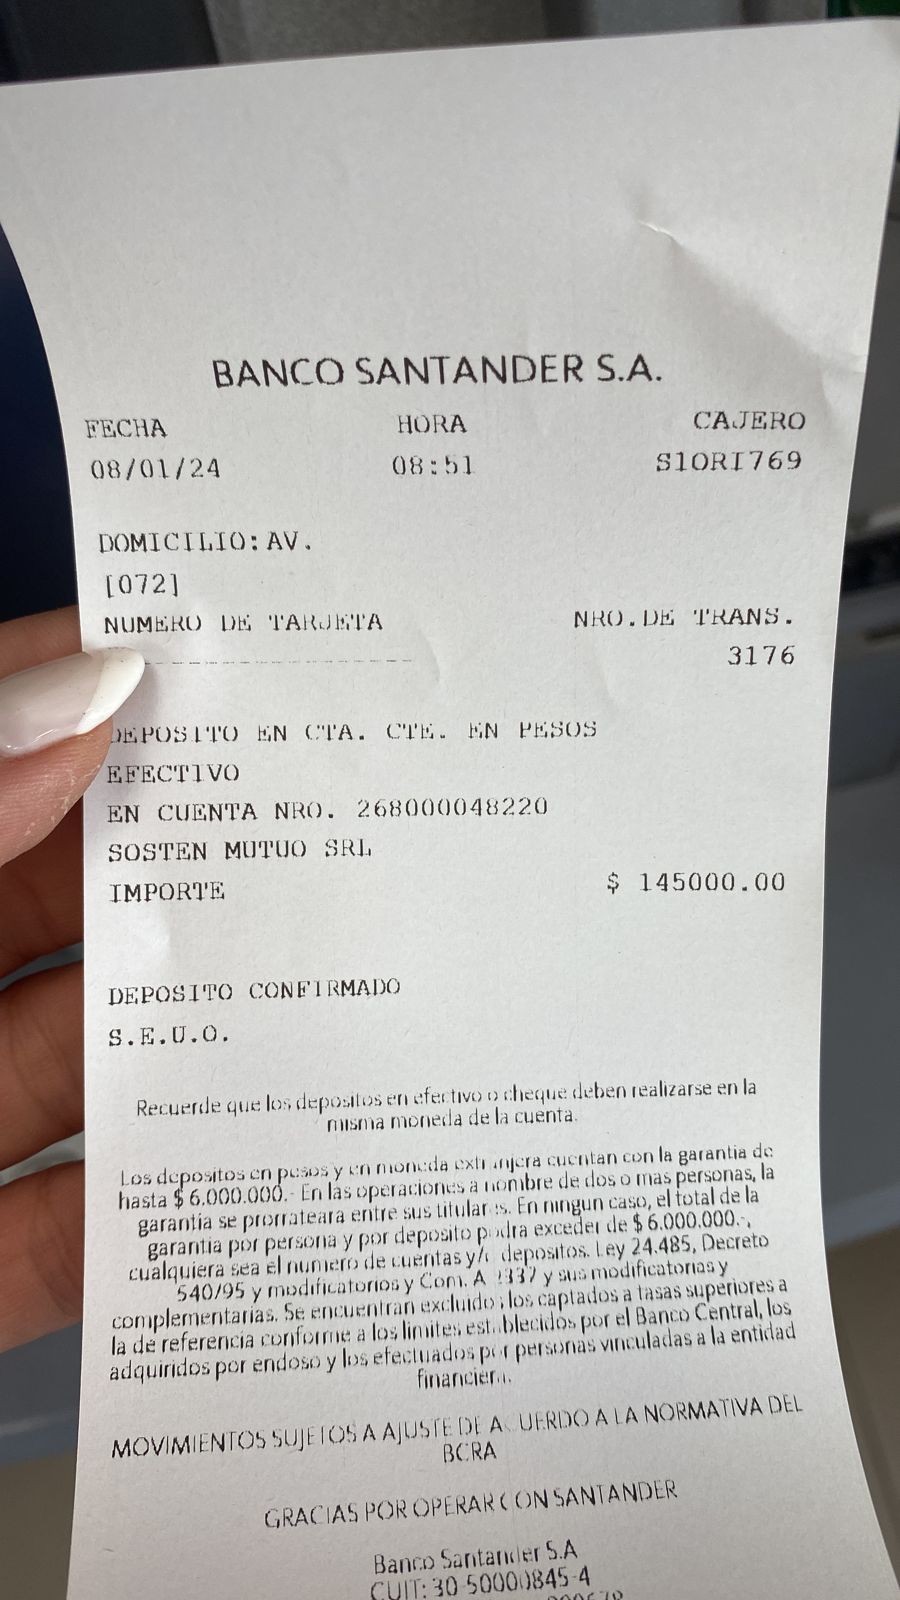 BANCO SANTANDER S.A.
FECHA HORA CAJERO
08/01/24 08:51 S1ORI769
DOMICILIO: AV.
[072]
NUMERO DE TARJETA NRO.DE TRANS.
3176
DEPOSITO EN CTA. CTE. EN PESOS
EFECTIVO
EN CUENTA NRO. 268000048220
SOSTEN MUTUO SRL
IMPORTE $ 145000.00
DEPOSITO CONFIRMADO
S.E.U.O.
Recuerde que los depositos en efectivo o cheque deben realizarse en la
misma moneda de la cuenta.
Los depositos en pesos y en moneda extranjera cuentan con la garantia de
hasta $ 6.000.000.- En las operaciones a nombre de dos o mas personas, la
garantia se prorrateara entre sus titulares. En ningun caso, el total de la
garantia por persona y por deposito podra exceder de $ 6.000.000.-,
cualquiera sea el numero de cuentas y/o depositos. Ley 24.485, Decreto
540/95 y modificatorios y Com. A 2337 y sus modificatorias y
complementarias. Se encuentran excluidos los captados a tasas superiores a
la de referencia conforme a los limites establecidos por el Banco Central, los
adquiridos por endoso y los efectuados por personas vinculadas a la entidad
financiera.
MOVIMIENTOS SUJETOS A AJUSTE DE ACUERDO A LA NORMATIVA DEL
BCRA
GRACIAS POR OPERAR CON SANTANDER
Banco Santander S.A
CUIT: 30-50000845-4